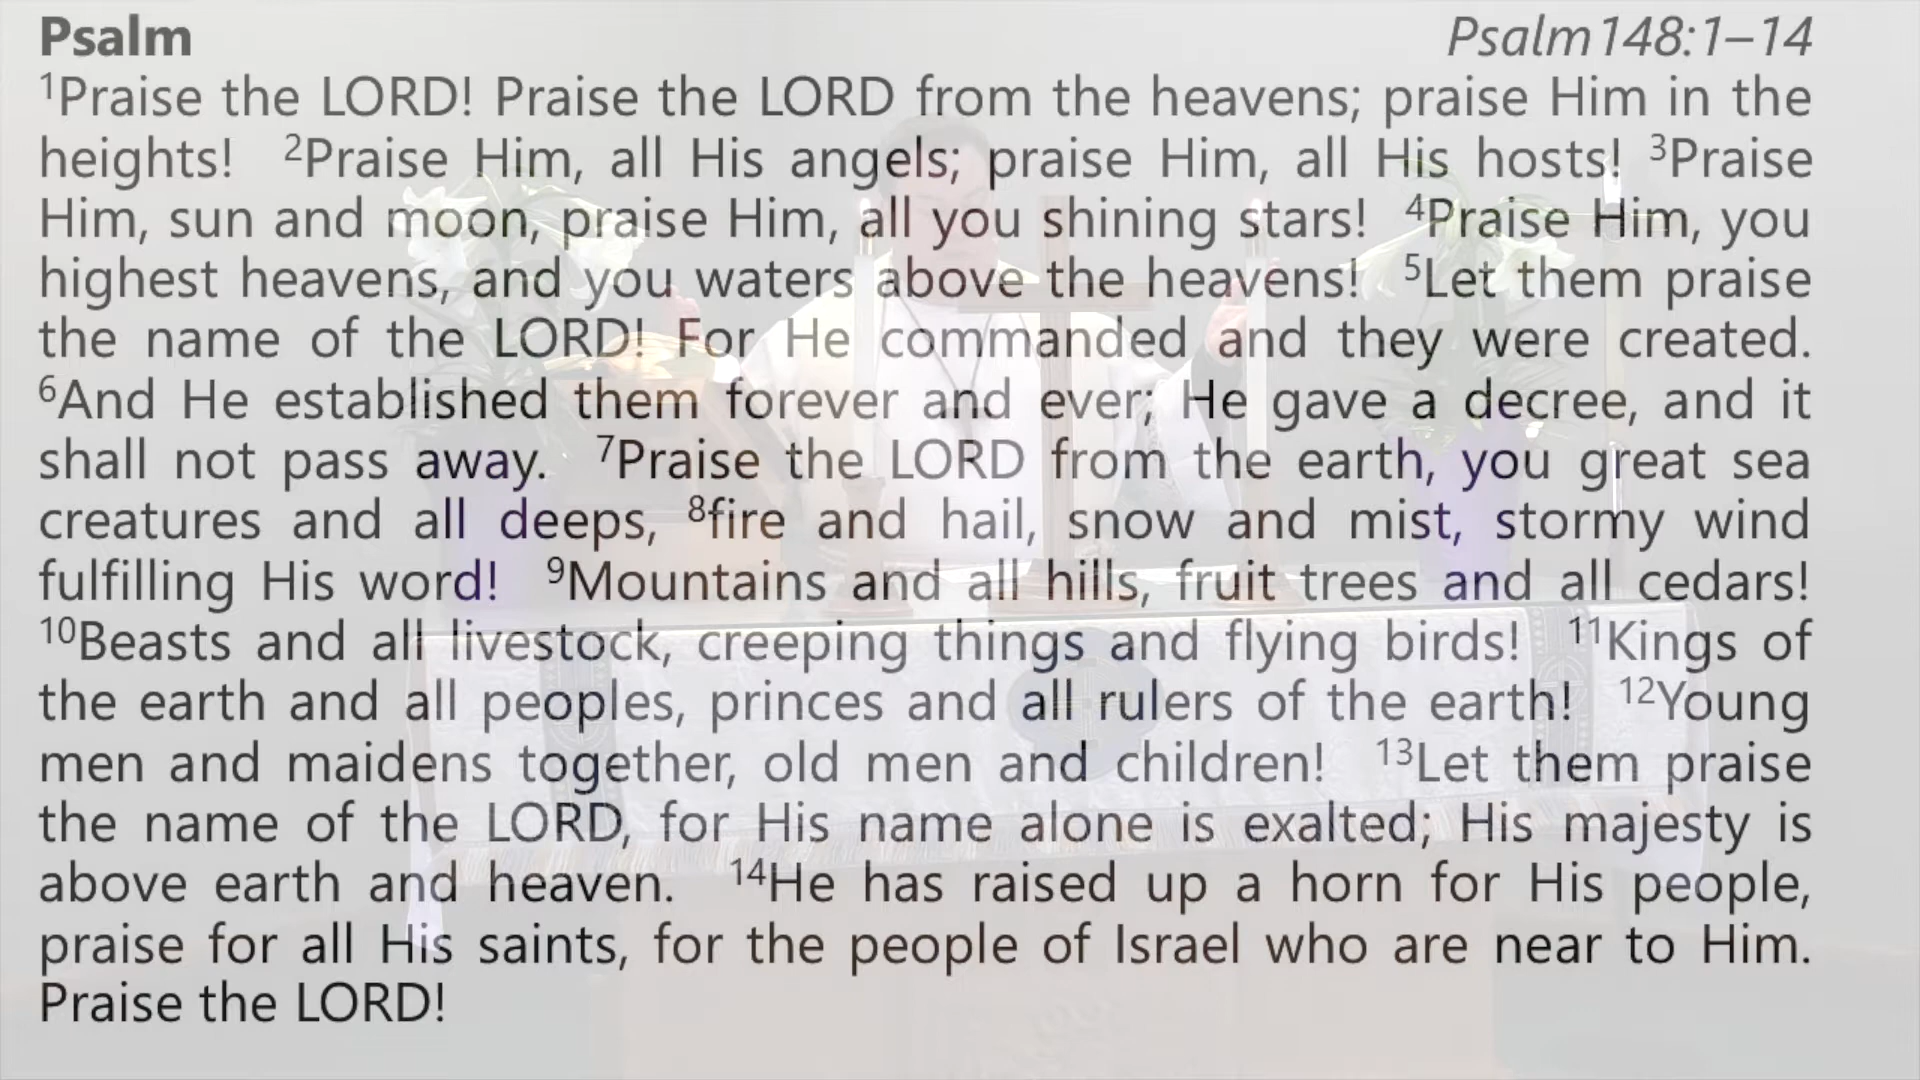 Psalm Psalm 148:1–14
1Praise the LORD! Praise the LORD from the heavens; praise Him in the
heights! 2Praise Him, all His angels; praise Him, all His hosts! 3Praise
Him, sun and moon, praise Him, all you shining stars! 4Praise Him, you
highest heavens, and you waters above the heavens! 5Let them praise
the name of the LORD! For He commanded and they were created.
6And He established them forever and ever; He gave a decree, and it
shall not pass away. 7Praise the LORD from the earth, you great sea
creatures and all deeps, 8fire and hail, snow and mist, stormy wind
fulfilling His word! 9Mountains and all hills, fruit trees and all cedars!
10Beasts and all livestock, creeping things and flying birds! 11Kings of
the earth and all peoples, princes and all rulers of the earth! 12Young
men and maidens together, old men and children! 13Let them praise
the name of the LORD, for His name alone is exalted; His majesty is
above earth and heaven. 14He has raised up a horn for His people,
praise for all His saints, for the people of Israel who are near to Him.
Praise the LORD!